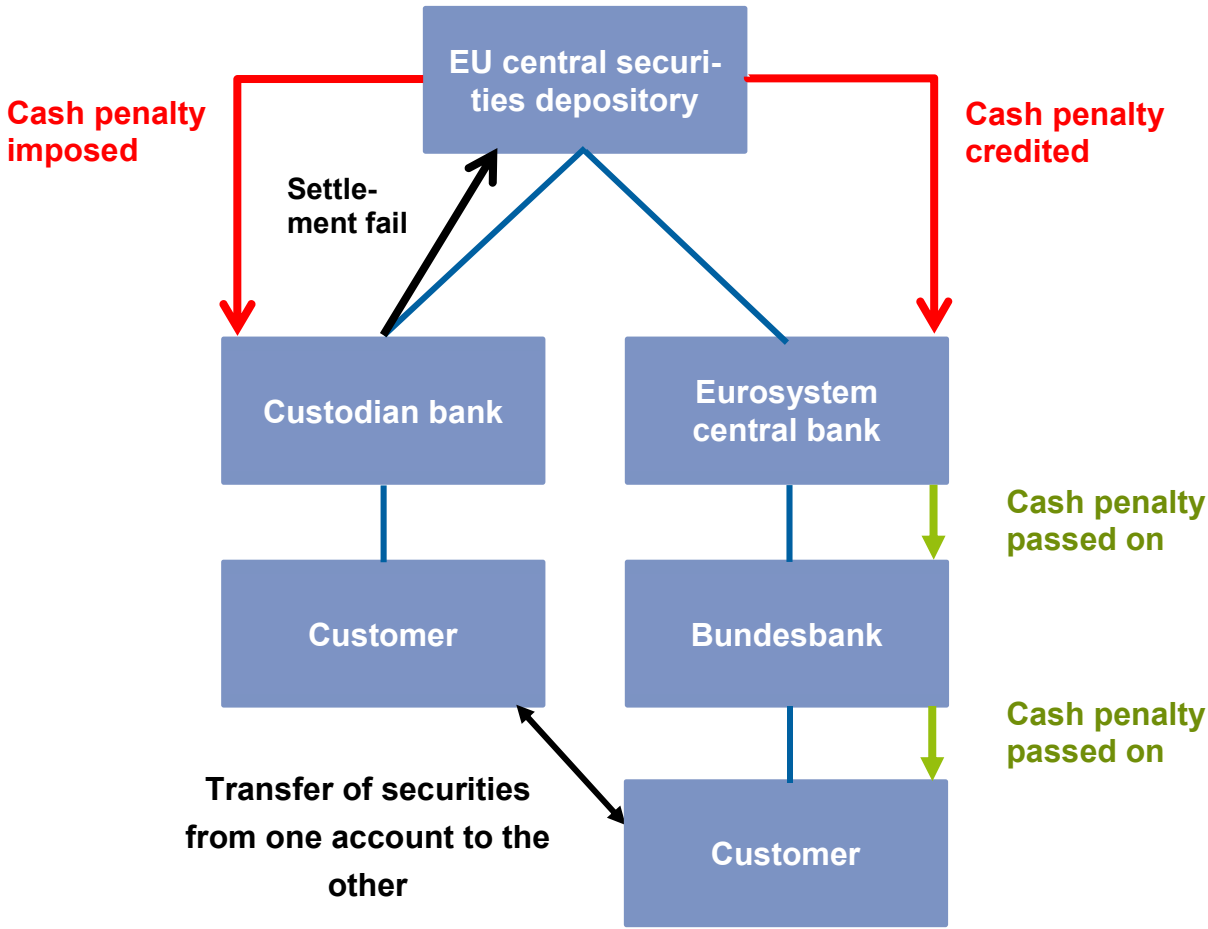 EU central securi-
ties depository
Cash penalty
imposed
Cash penalty
credited
Settle-
ment fail
Custodian bank
Eurosystem
central bank
Cash penalty
passed on
Customer
Bundesbank
Cash penalty
passed on
Transfer of securities
from one account to the
other
Customer